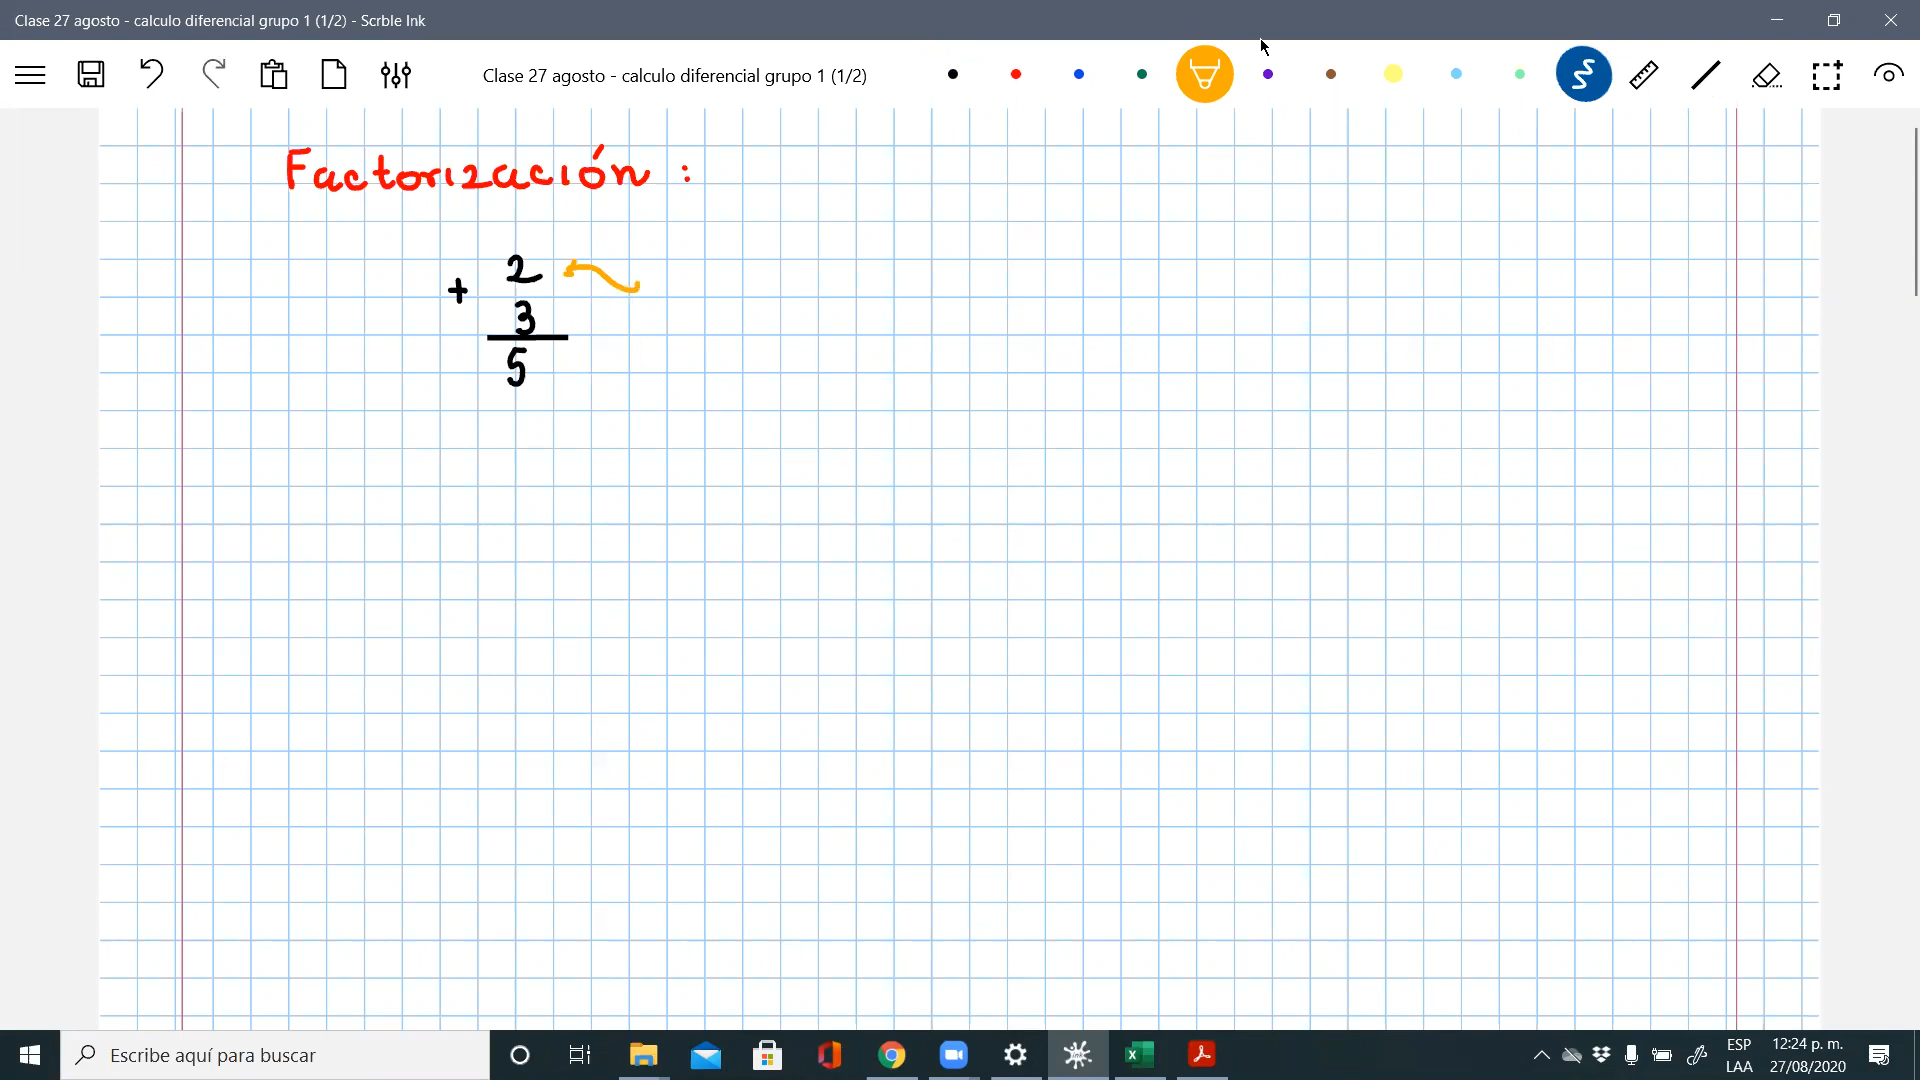 Clase 27 agosto - calculo diferencial grupo 1 (1/2) - Scrble Ink
Clase 27 agosto - calculo diferencial grupo 1 (1/2)
Factorización :
2
+
3
5
Escribe aquí para buscar
ESP
LAA
12:24 p. m.
27/08/2020